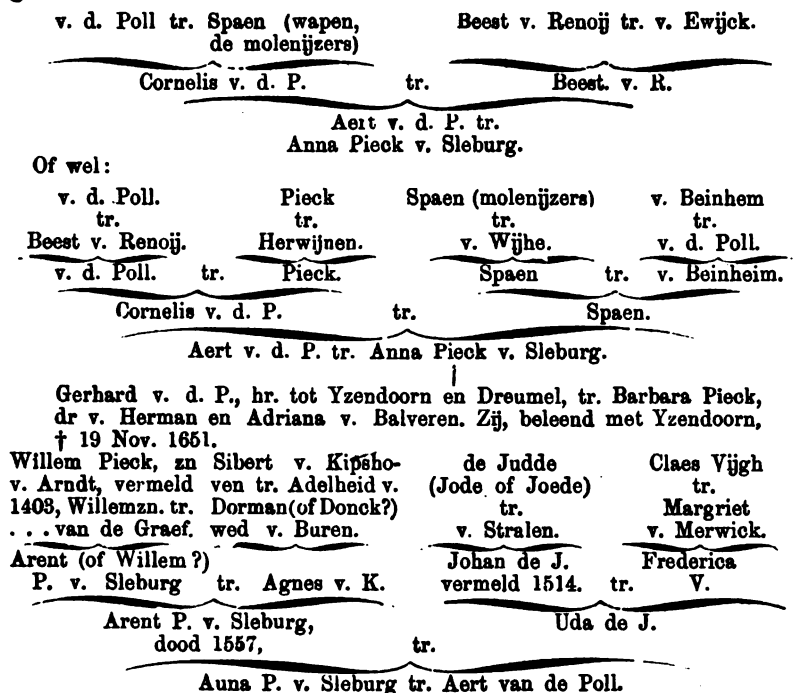 v. d. Poll tr. Spaen (wapen, Beest v. Renoij tr. v. Ewijck.
de molenijzers)
Cornelis v. d. P. tr. Beest. v. R.
Aert v. d. P. tr.
Anna Pieck v. Sleburg.
Of wel:
v. d. Poll. Pieck Spaen (molenijzers) v. Beinhem
tr. tr. tr. tr.
Beest v. Renoij. Herwijnen. v. Wijhe. v. d. Poll.
v. d. Poll. tr. Pieck. Spaen tr. v. Beinheim.
Cornelis v. d. P. tr. Spaen.
Aert v. d. P. tr. Anna Pieck v. Sleburg.
Gerhard v. d. P., hr. tot Yzendoorn en Dreumel, tr. Barbara Pieck,
dr v. Herman en Adriana v. Balveren. Zij, beleend met Yzendoorn,
† 19 Nov. 1651.
Willem Pieck, zn Sibert v. Kipsho- de Judde Claes Vijgh
v. Arndt, vermeld ven tr. Adelheid v. (Jode of Joede) tr.
1403, Willemzn. tr. Dorman (of Donck?) tr. Margriet
. . . van de Graef. wed v. Buren. v. Stralen. v. Merwick.
Arent (of Willem?) Johan de J. Frederica
P. v. Sleburg tr. Agnes v. K. vermeld 1514. tr. V.
Arent P. v. Sleburg, Uda de J.
dood 1557, tr.
Auna P. v. Sleburg tr. Aert van de Poll.